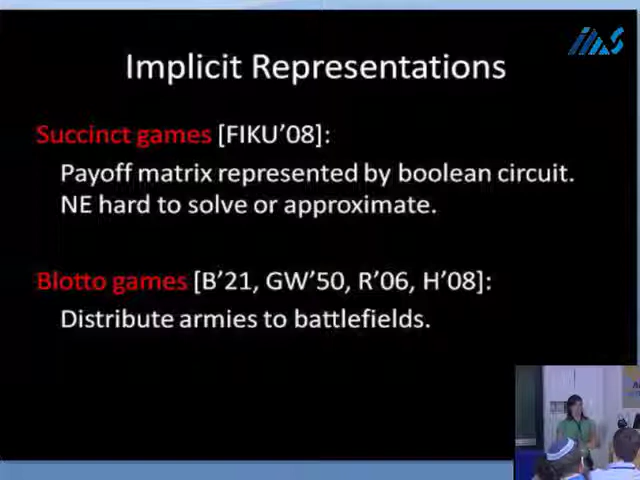 ims
Implicit Representations
Succinct games [FIKU'08]:
Payoff matrix represented by boolean circuit.
NE hard to solve or approximate.
Blotto games [B'21, GW'50, R'06, H'08]:
Distribute armies to battlefields.